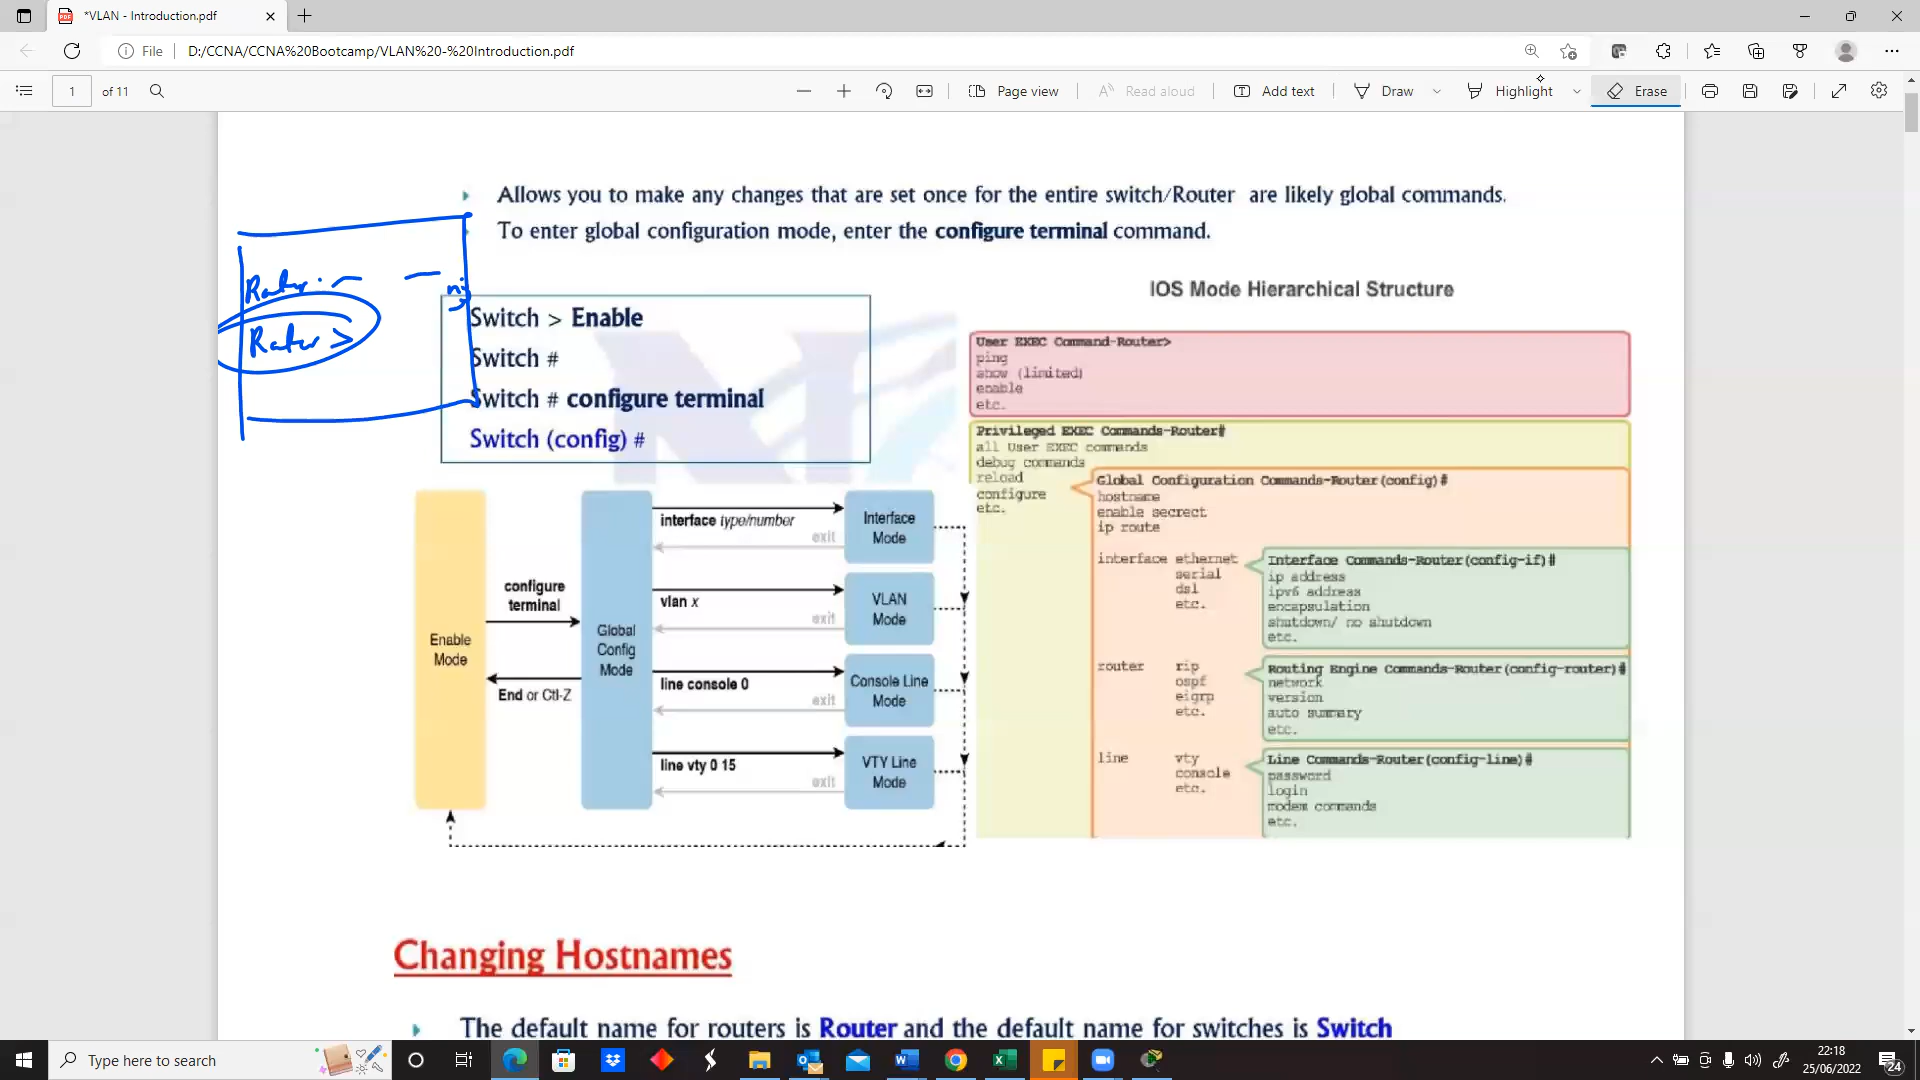 *VLAN - Introduction.pdf
File
D:/CCNA/CCNA%20Bootcamp/VLAN%20-%20Introduction.pdf
1 of 11
Page view
Read aloud
Add text
Draw
Highlight
Erase
Allows you to make any changes that are set once for the entire switch/Router are likely global commands.
To enter global configuration mode, enter the configure terminal command.
Router >
Switch > Enable
Switch #
Switch # configure terminal
Switch (config) #
Enable Mode
configure terminal
End or Ctl-Z
Global Config Mode
interface type/number
exit
Interface Mode
vlan x
exit
VLAN Mode
line console 0
exit
Console Line Mode
line vty 0 15
exit
VTY Line Mode
IOS Mode Hierarchical Structure
User EXEC Command-Router>
ping
show (limited)
enable
etc.
Privileged EXEC Commands-Router#
all User EXEC commands
debug commands
reload
configure
etc.
Global Configuration Commands-Router(config)#
hostname
enable secrect
ip route
interface ethernet
serial
dsl
etc.
Interface Commands-Router(config-if)#
ip address
ipv6 address
encapsulation
shutdown/ no shutdown
etc.
router rip
ospf
eigrp
etc.
Routing Engine Commands-Router(config-router)#
network
version
auto summary
etc.
line vty
console
etc.
Line Commands-Router(config-line)#
password
login
modem commands
etc.
Changing Hostnames
The default name for routers is Router and the default name for switches is Switch
Type here to search
22:18
25/06/2022
24